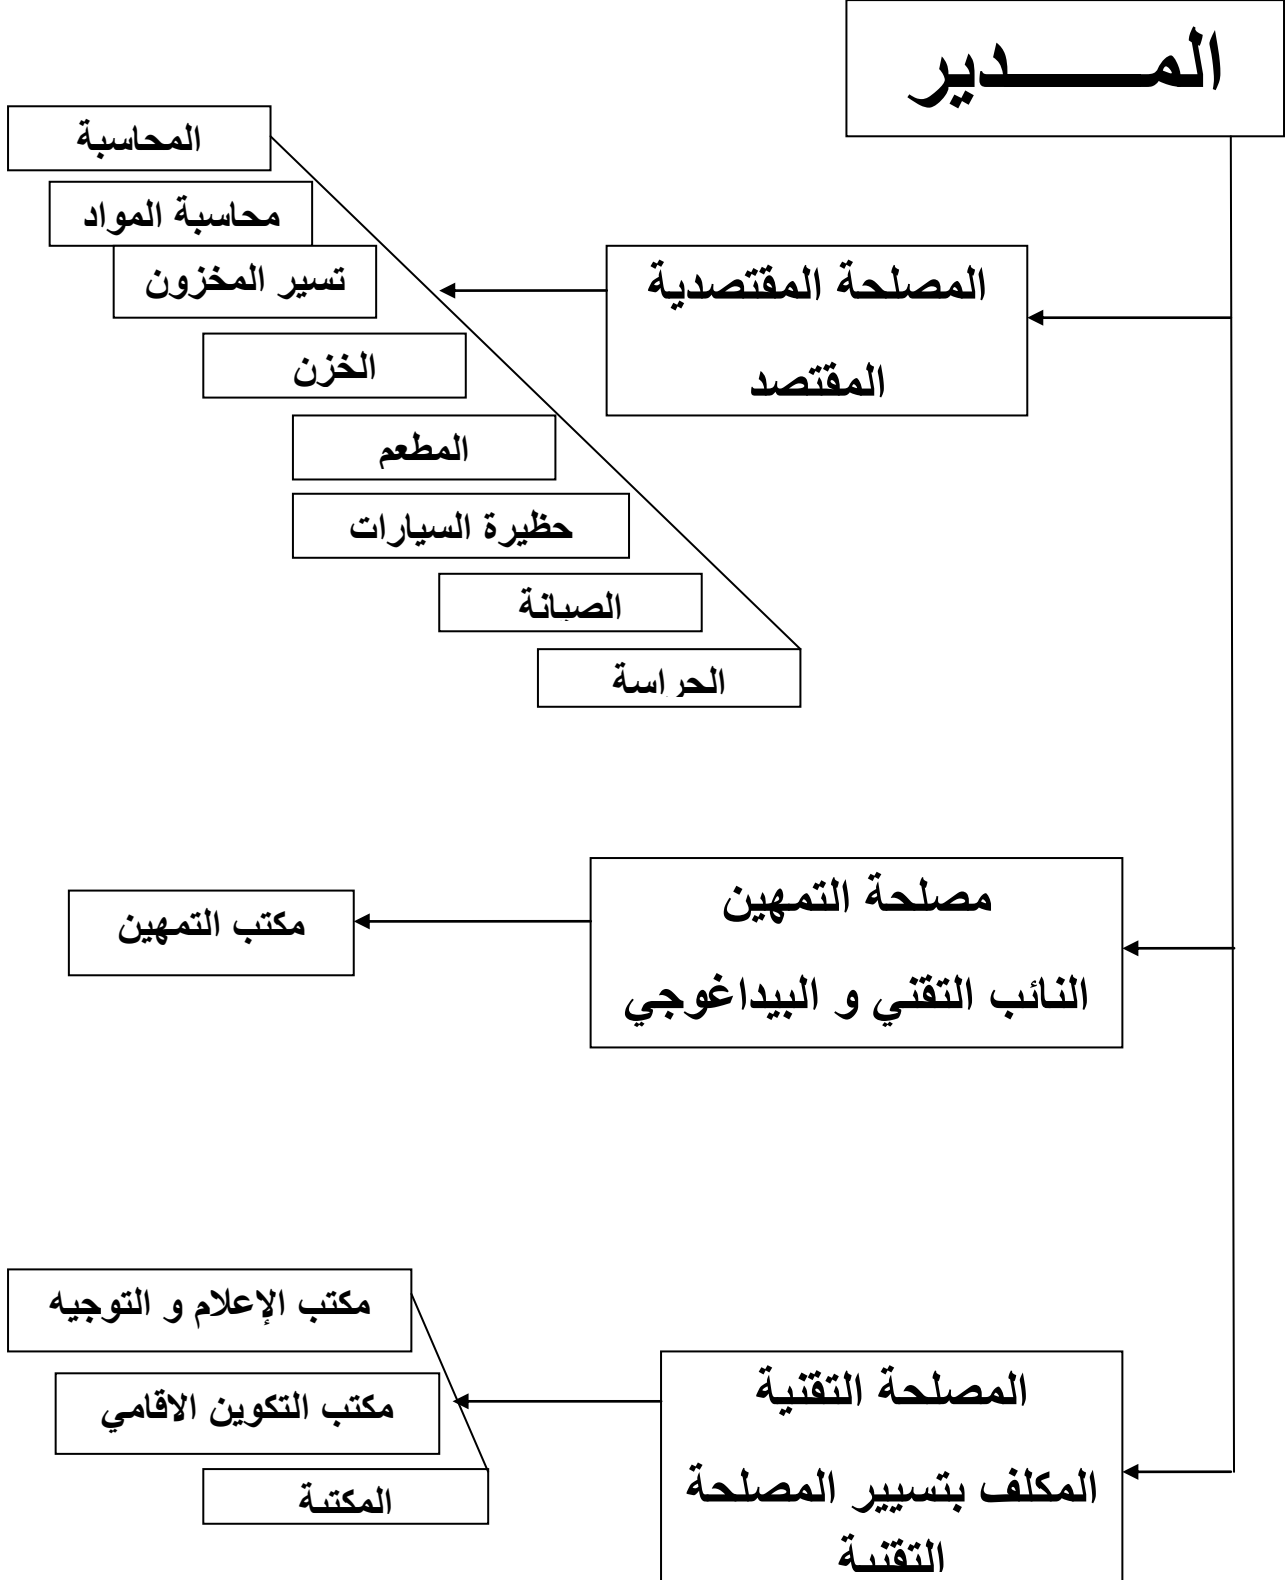 المـــــــدير
المحاسبة
محاسبة المواد
تسير المخزون
الخزن
المطعم
حظيرة السيارات
الصيانة
الحراسة
المصلحة المقتصدية
المقتصد
مصلحة التمهين
النائب التقني و البيداغوجي
مكتب التمهين
مكتب الإعلام و التوجيه
مكتب التكوين الاقامي
المكتبة
المصلحة التقنية
المكلف بتسيير المصلحة
التقنية